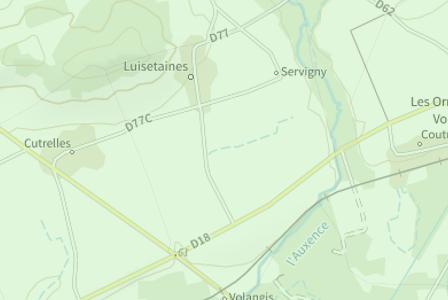 D62
D77
Luisetaines
Servigny
Les Or
D77C
Vo
Cout
Cutrelles
D18
l'Auxence
Volangis